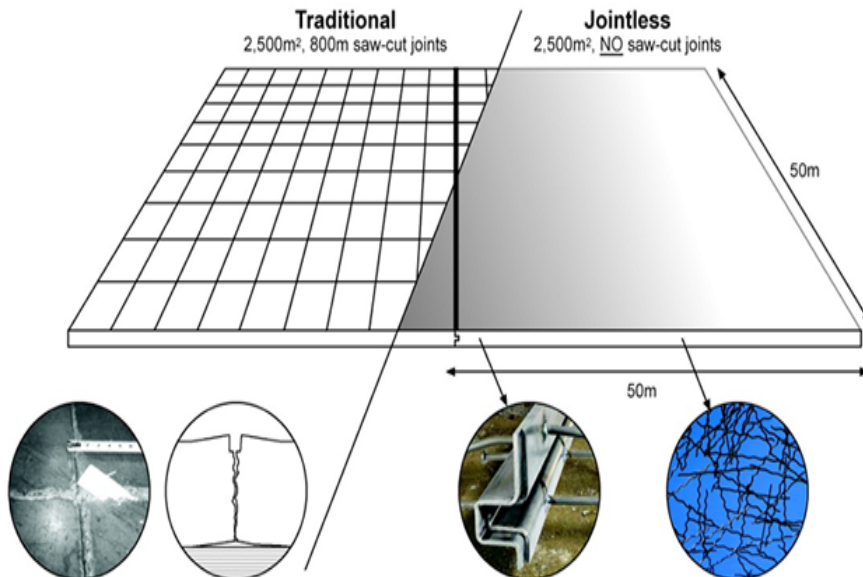 Traditional
2,500m², 800m saw-cut joints
Jointless
2,500m², NO saw-cut joints
50m
50m